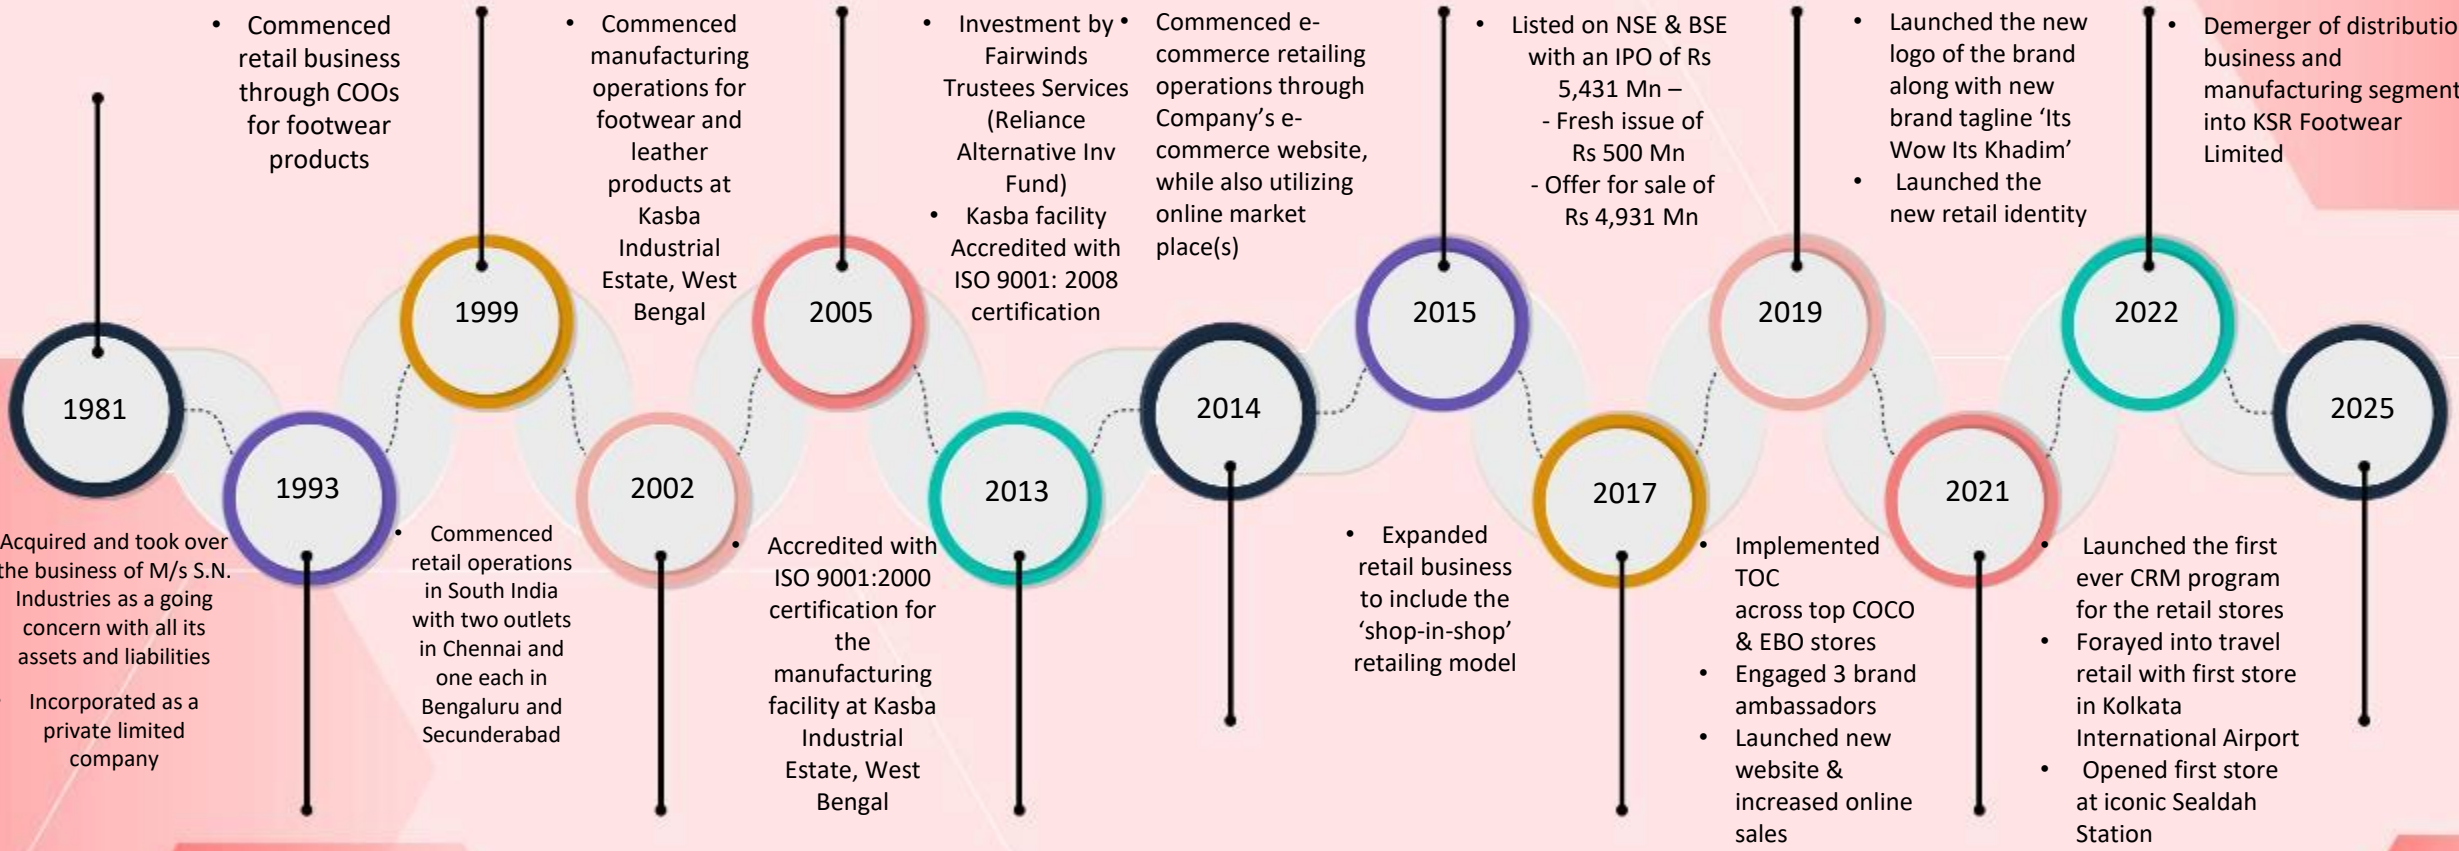 • Commenced
retail business
through COOs
for footwear
products
• Commenced
manufacturing
operations for
footwear and
leather
products at
Kasba
Industrial
Estate, West
Bengal
• Investment by
Fairwinds
Trustees Services
(Reliance
Alternative Inv
Fund)
• Kasba facility
Accredited with
ISO 9001: 2008
certification
• Commenced e-
commerce retailing
operations through
Company’s e-
commerce website,
while also utilizing
online market
place(s)
• Listed on NSE & BSE
with an IPO of Rs
5,431 Mn –
- Fresh issue of
Rs 500 Mn
- Offer for sale of
Rs 4,931 Mn
• Launched the new
logo of the brand
along with new
brand tagline ‘Its
Wow Its Khadim’
• Launched the
new retail identity
• Demerger of distributio
business and
manufacturing segment
into KSR Footwear
Limited
1981
1993
1999
2002
2005
2013
2014
2015
2017
2019
2021
2022
2025
Acquired and took over
the business of M/s S.N.
Industries as a going
concern with all its
assets and liabilities
• Incorporated as a
private limited
company
• Commenced
retail operations
in South India
with two outlets
in Chennai and
one each in
Bengaluru and
Secunderabad
• Accredited with
ISO 9001:2000
certification for
the
manufacturing
facility at Kasba
Industrial
Estate, West
Bengal
• Expanded
retail business
to include the
‘shop-in-shop’
retailing model
• Implemented
TOC
across top COCO
& EBO stores
• Engaged 3 brand
ambassadors
• Launched new
website &
increased online
sales
• Launched the first
ever CRM program
for the retail stores
• Forayed into travel
retail with first store
in Kolkata
International Airport
• Opened first store
at iconic Sealdah
Station